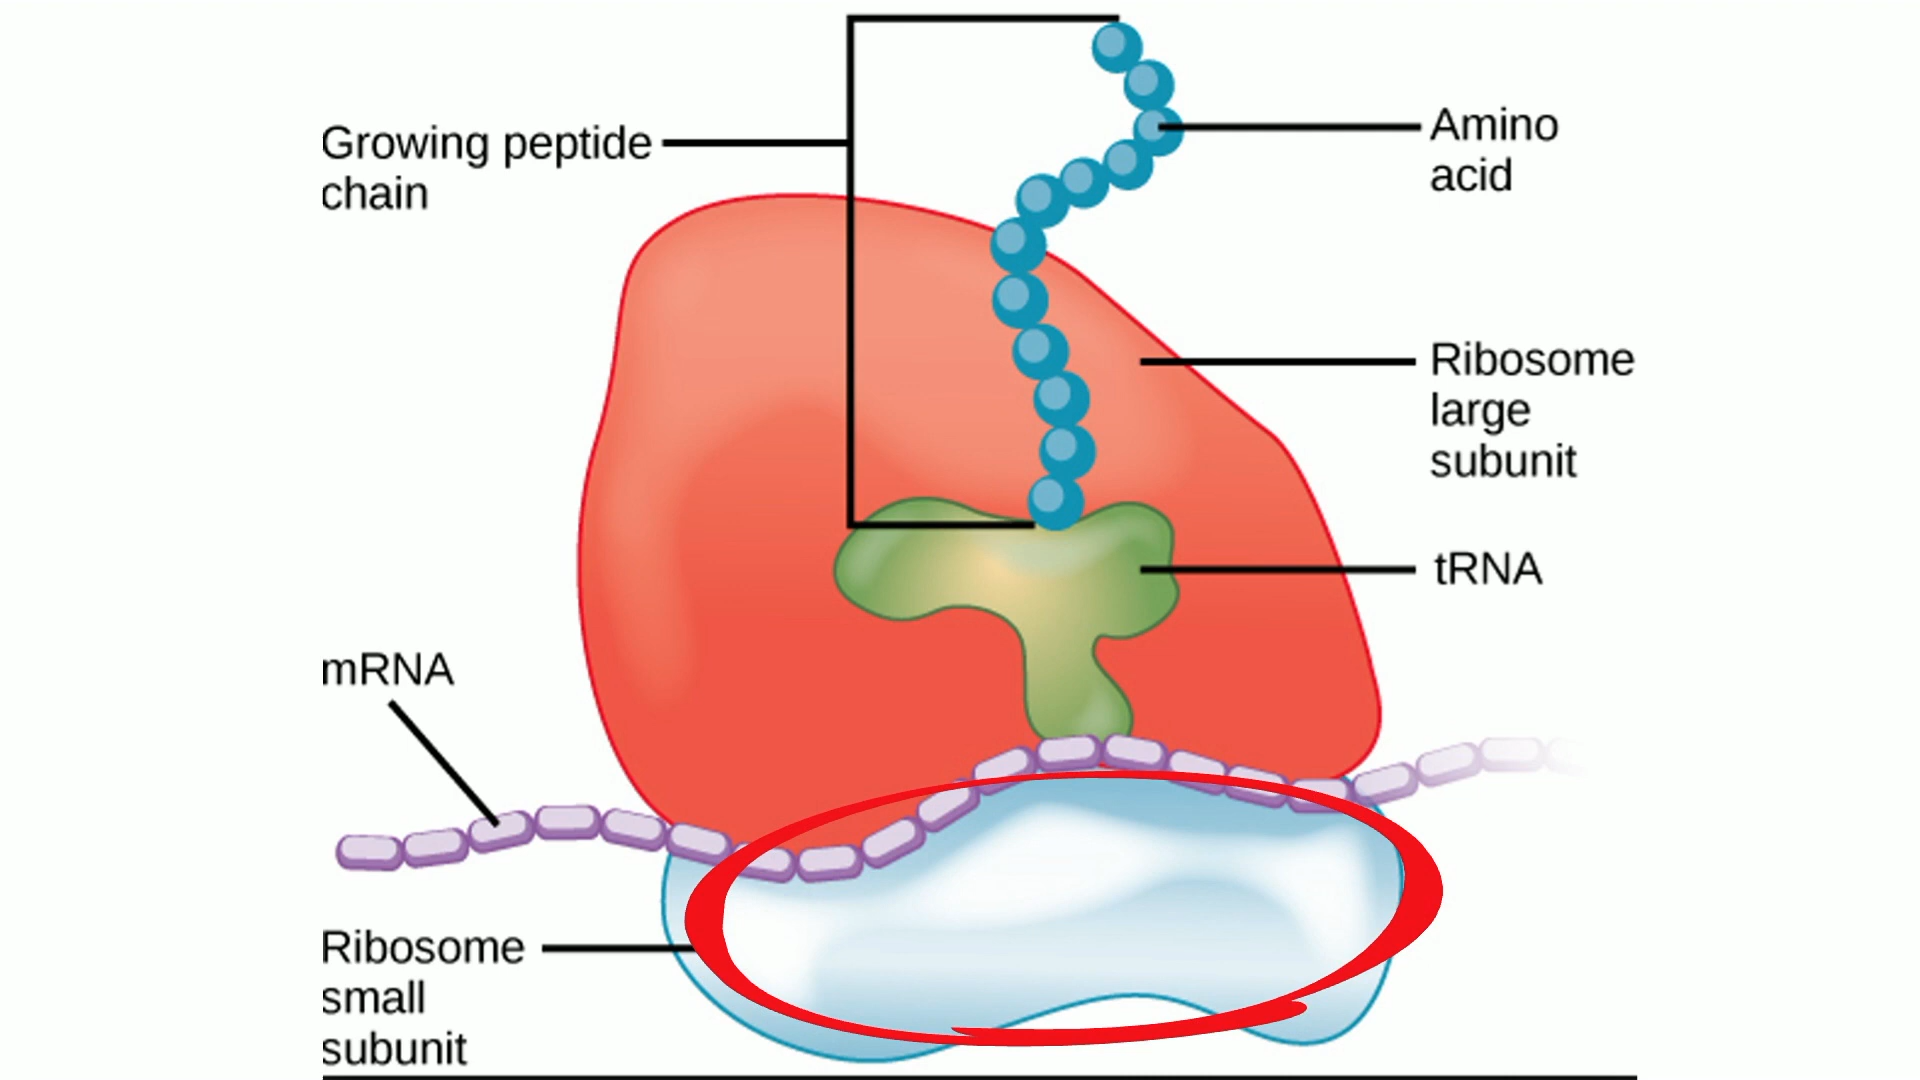 Growing peptide
chain
Amino
acid
Ribosome
large
subunit
tRNA
mRNA
Ribosome
small
subunit